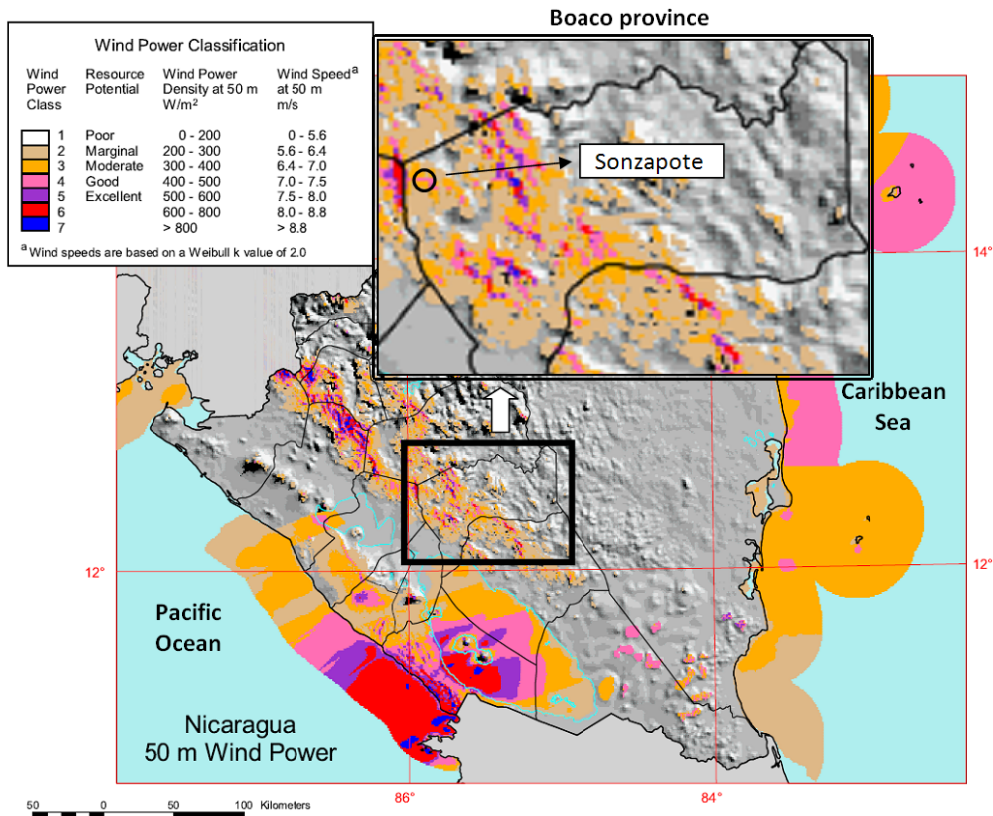 Boaco province
Wind Power Classification
Wind Power Class Resource Potential Wind Power Density at 50 m W/m² Wind Speedᵃ at 50 m m/s
1 Poor 0 - 200 0 - 5.6
2 Marginal 200 - 300 5.6 - 6.4
3 Moderate 300 - 400 6.4 - 7.0
4 Good 400 - 500 7.0 - 7.5
5 Excellent 500 - 600 7.5 - 8.0
6 600 - 800 8.0 - 8.8
7 > 800 > 8.8
ᵃ Wind speeds are based on a Weibull k value of 2.0
Sonzapote
14°
Caribbean
Sea
12°
12°
Pacific
Ocean
Nicaragua
50 m Wind Power
86°
84°
50 0 50 100 Kilometers